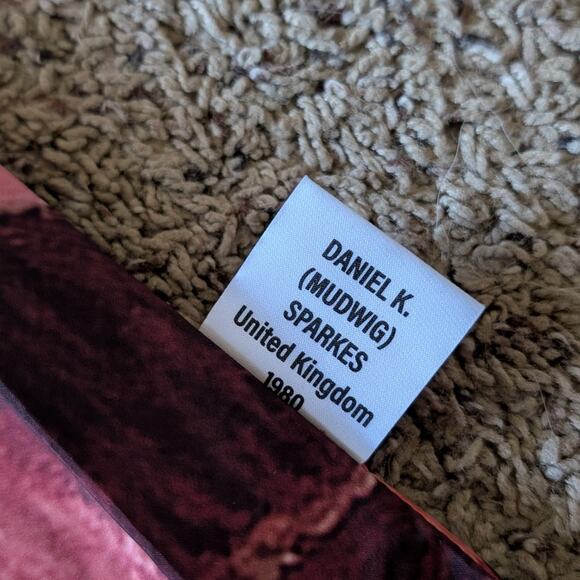 DANIEL K.
(MUDWIG)
SPARKES
United Kingdom
1980